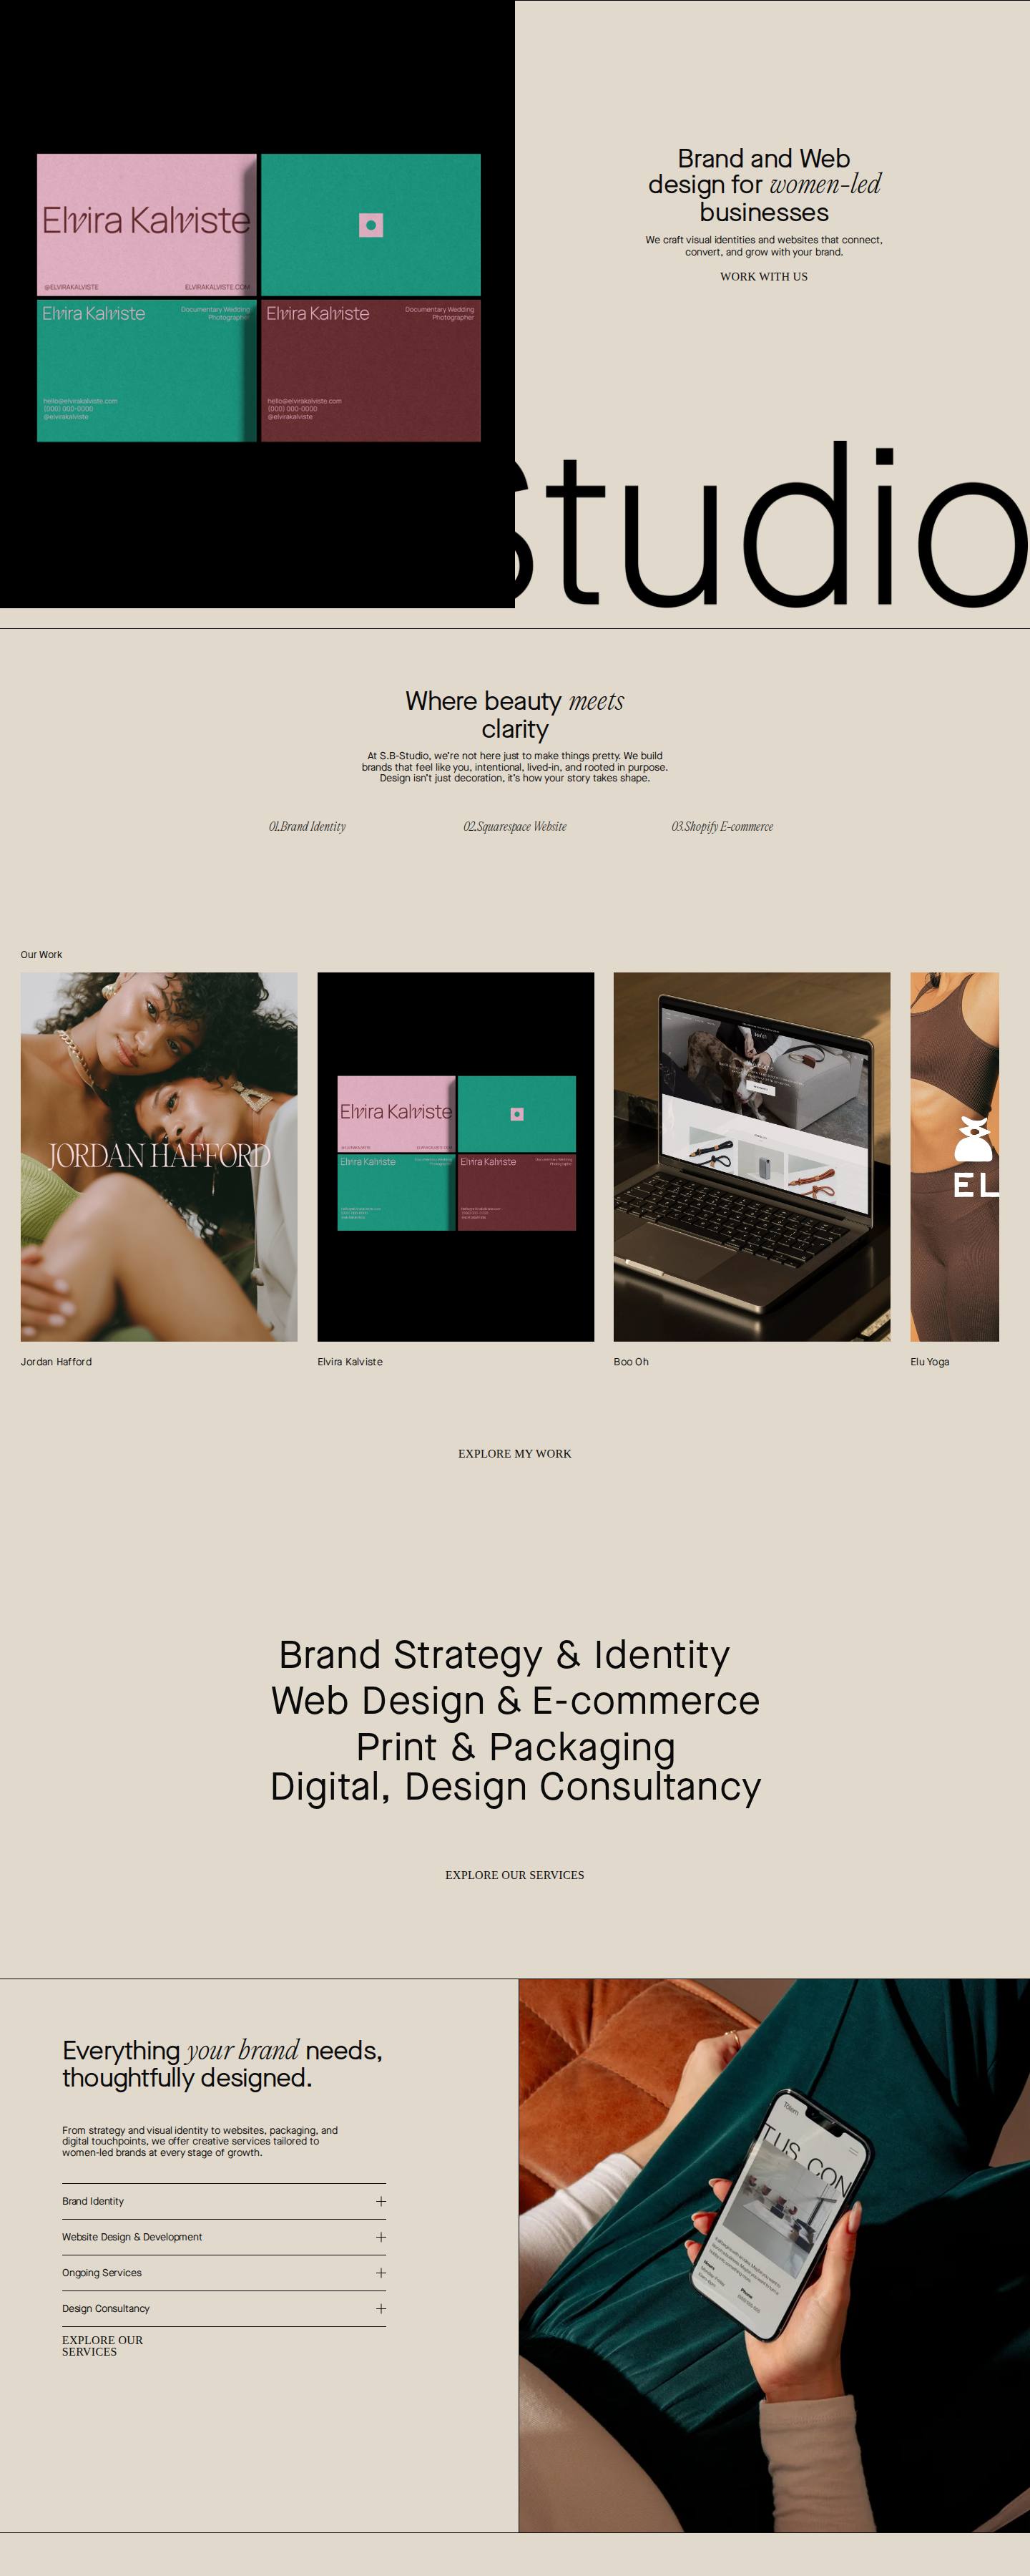 Elvira Kalviste
@ELVIRAKALVISTE
ELVIRAKALVISTE.COM
Elvira Kalviste
Documentary Wedding
Photographer
hello@elvirakalviste.com
(000) 000-0000
@elvirakalviste
Elvira Kalviste
Documentary Wedding
Photographer
hello@elvirakalviste.com
(000) 000-0000
@elvirakalviste
Brand and Web
design for women-led
businesses
We craft visual identities and websites that connect,
convert, and grow with your brand.
WORK WITH US
Studio
Where beauty meets
clarity
At S.B-Studio, we're not here just to make things pretty. We build
brands that feel like you, intentional, lived-in, and rooted in purpose.
Design isn't just decoration, it's how your story takes shape.
01.Brand Identity
02.Squarespace Website
03.Shopify E-commerce
Our Work
JORDAN HAFFORD
Elvira Kalviste
Elvira Kalviste
Elvira Kalviste
EL
Jordan Hafford
Elvira Kalviste
Boo Oh
Elu Yoga
EXPLORE MY WORK
Brand Strategy & Identity
Web Design & E-commerce
Print & Packaging
Digital, Design Consultancy
EXPLORE OUR SERVICES
Everything your brand needs,
thoughtfully designed.
From strategy and visual identity to websites, packaging, and
digital touchpoints, we offer creative services tailored to
women-led brands at every stage of growth.
Brand Identity
Website Design & Development
Ongoing Services
Design Consultancy
EXPLORE OUR
SERVICES
Totem
TUS CON
Hours
Phone